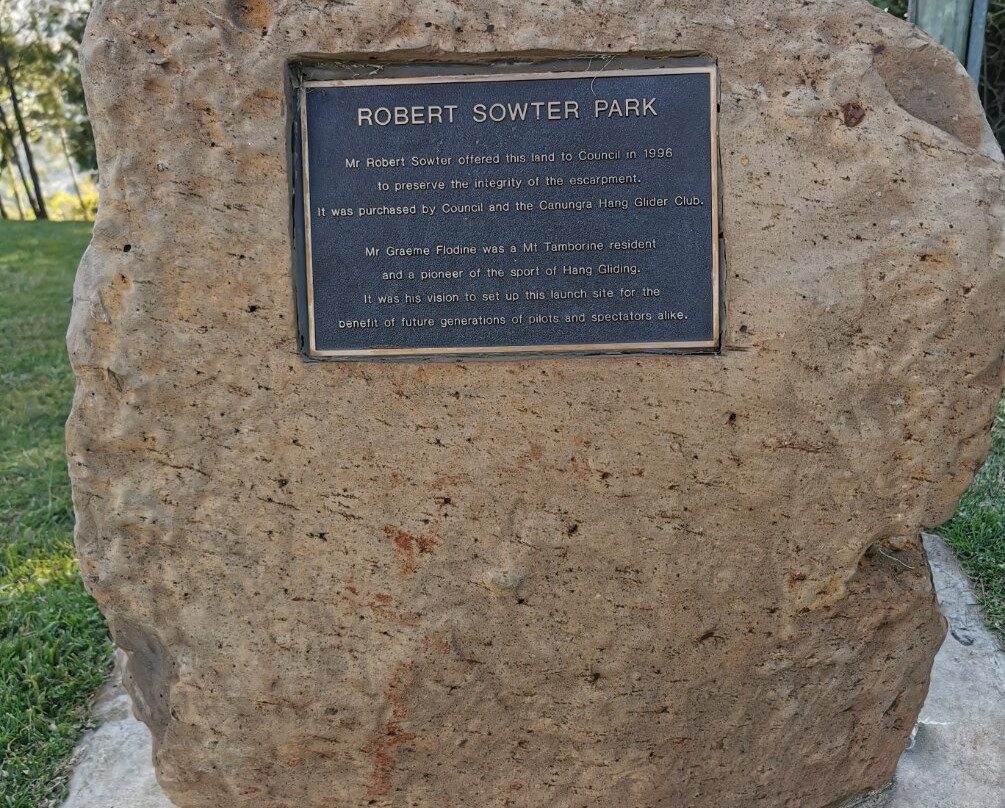 ROBERT SOWTER PARK
Mr Robert Sowter offered this land to Council in 1996
to preserve the integrity of the escarpment.
It was purchased by Council and the Canungra Hang Glider Club.
Mr Graeme Flodine was a Mt Tamborine resident
and a pioneer of the sport of Hang Gliding.
It was his vision to set up this launch site for the
benefit of future generations of pilots and spectators alike.